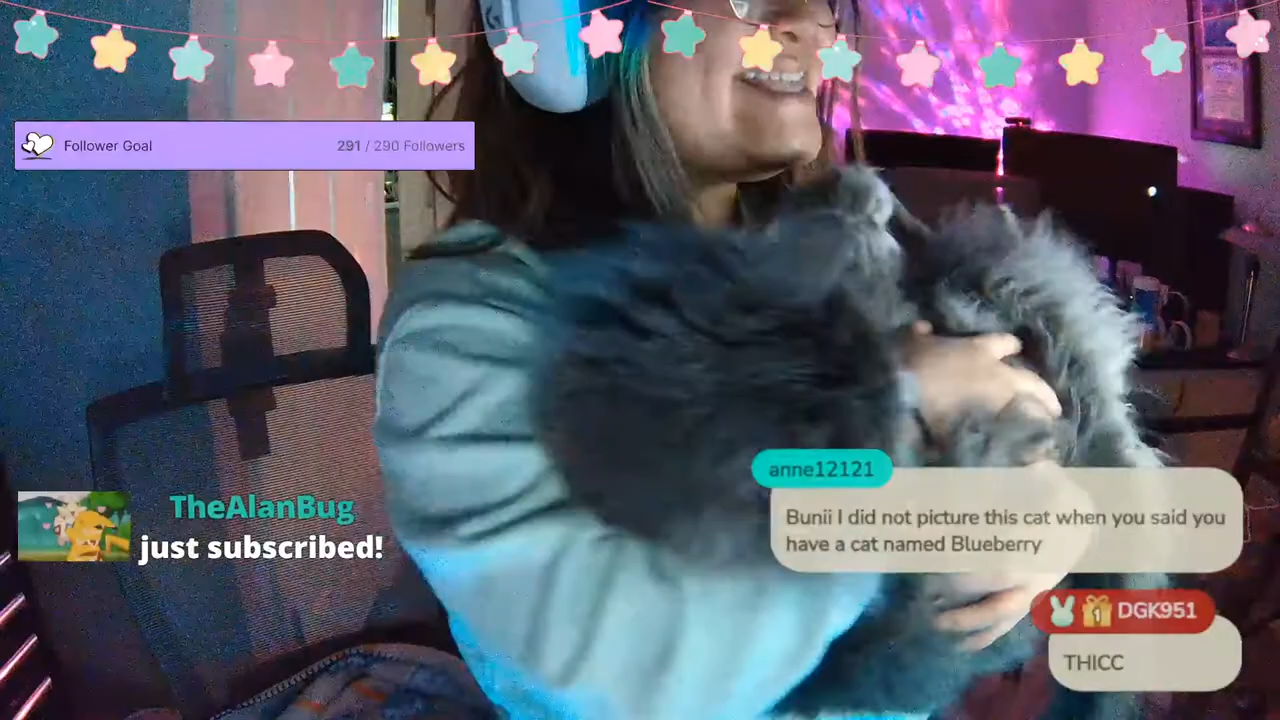 Follower Goal
291 / 290 Followers
anne12121
Bunii I did not picture this cat when you said you
have a cat named Blueberry
TheAlanBug
just subscribed!
1 DGK951
THICC